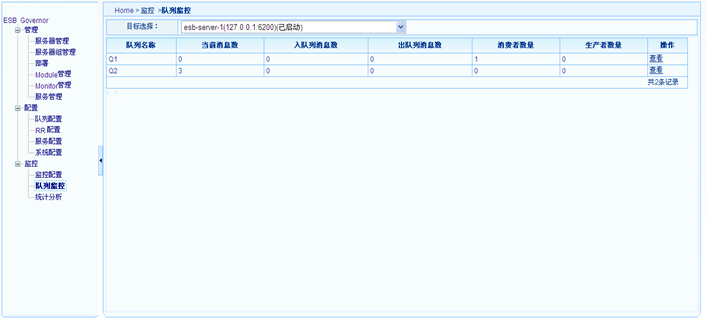 ESB Governor
管理
服务器管理
服务器组管理
部署
Module管理
Monitor管理
服务管理
配置
队列配置
RR 配置
服务配置
系统配置
监控
监控配置
队列监控
统计分析
Home > 监控 >队列监控
目标选择： esb-server-1(127.0.0.1:6200)(已启动)
队列名称 当前消息数 入队列消息数 出队列消息数 消费者数量 生产者数量 操作
Q1 0 0 0 1 0 查看
Q2 3 0 0 0 0 查看
共2条记录